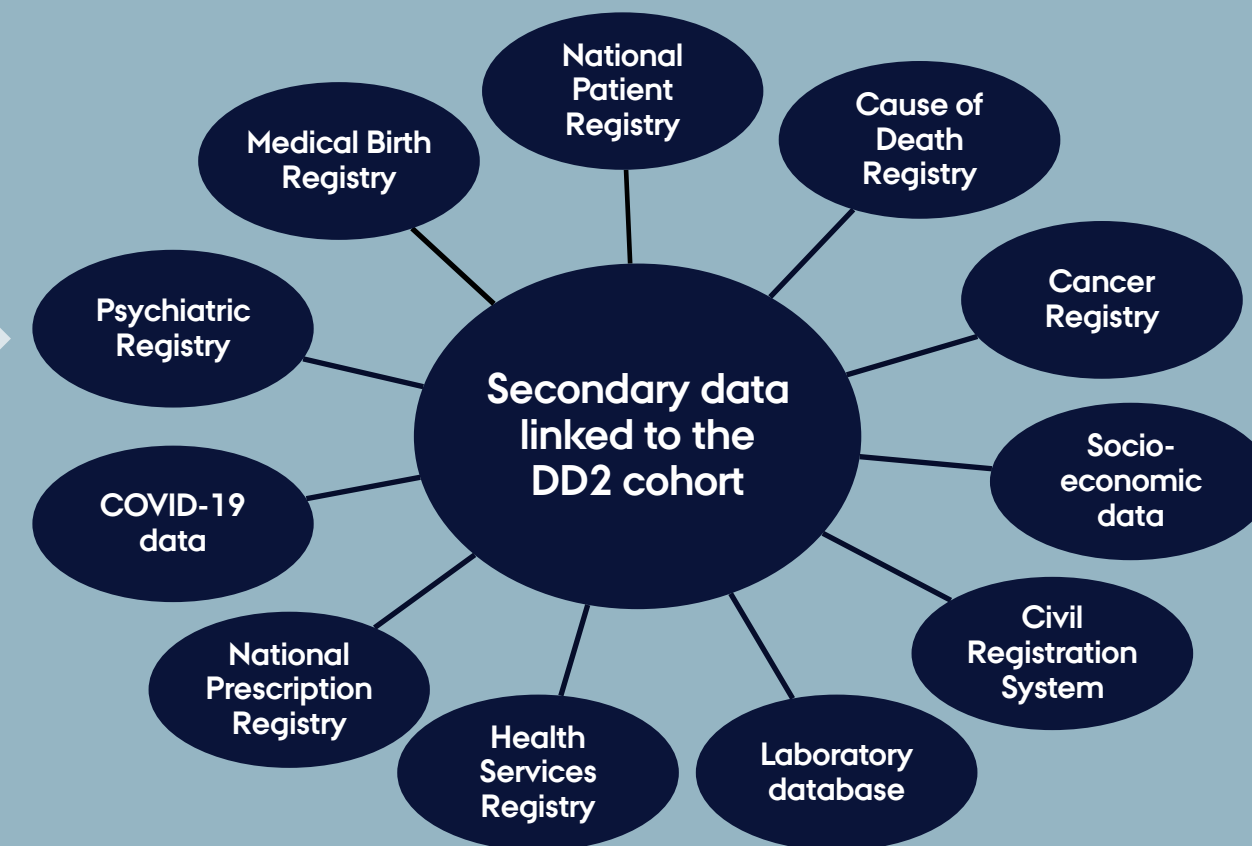 National
Patient
Registry
Cause of
Death
Registry
Medical Birth
Registry
Cancer
Registry
Psychiatric
Registry
Secondary data
linked to the
DD2 cohort
Socio-
economic
data
COVID-19
data
Civil
Registration
System
National
Prescription
Registry
Health
Services
Registry
Laboratory
database